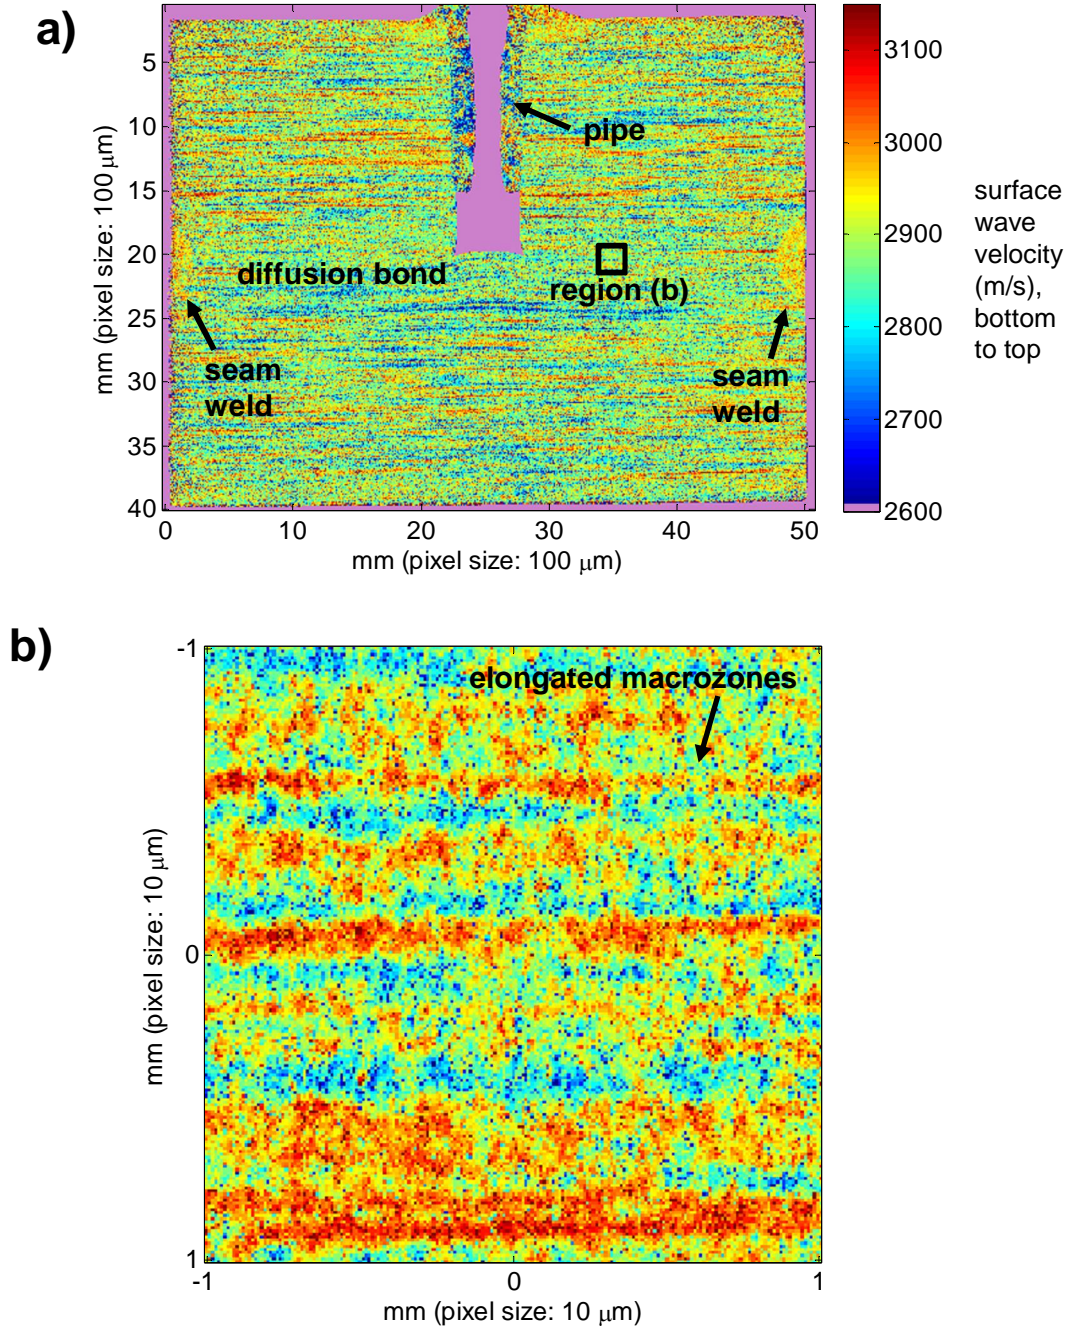 a)
5
10
15
20
25
30
35
40
mm (pixel size: 100 μm)
0
10
20
30
40
50
mm (pixel size: 100 μm)
pipe
diffusion bond
region (b)
seam
weld
seam
weld
3100
3000
2900
2800
2700
2600
surface
wave
velocity
(m/s),
bottom
to top
b)
elongated macrozones
-1
0
1
mm (pixel size: 10 μm)
-1
0
1
mm (pixel size: 10 μm)